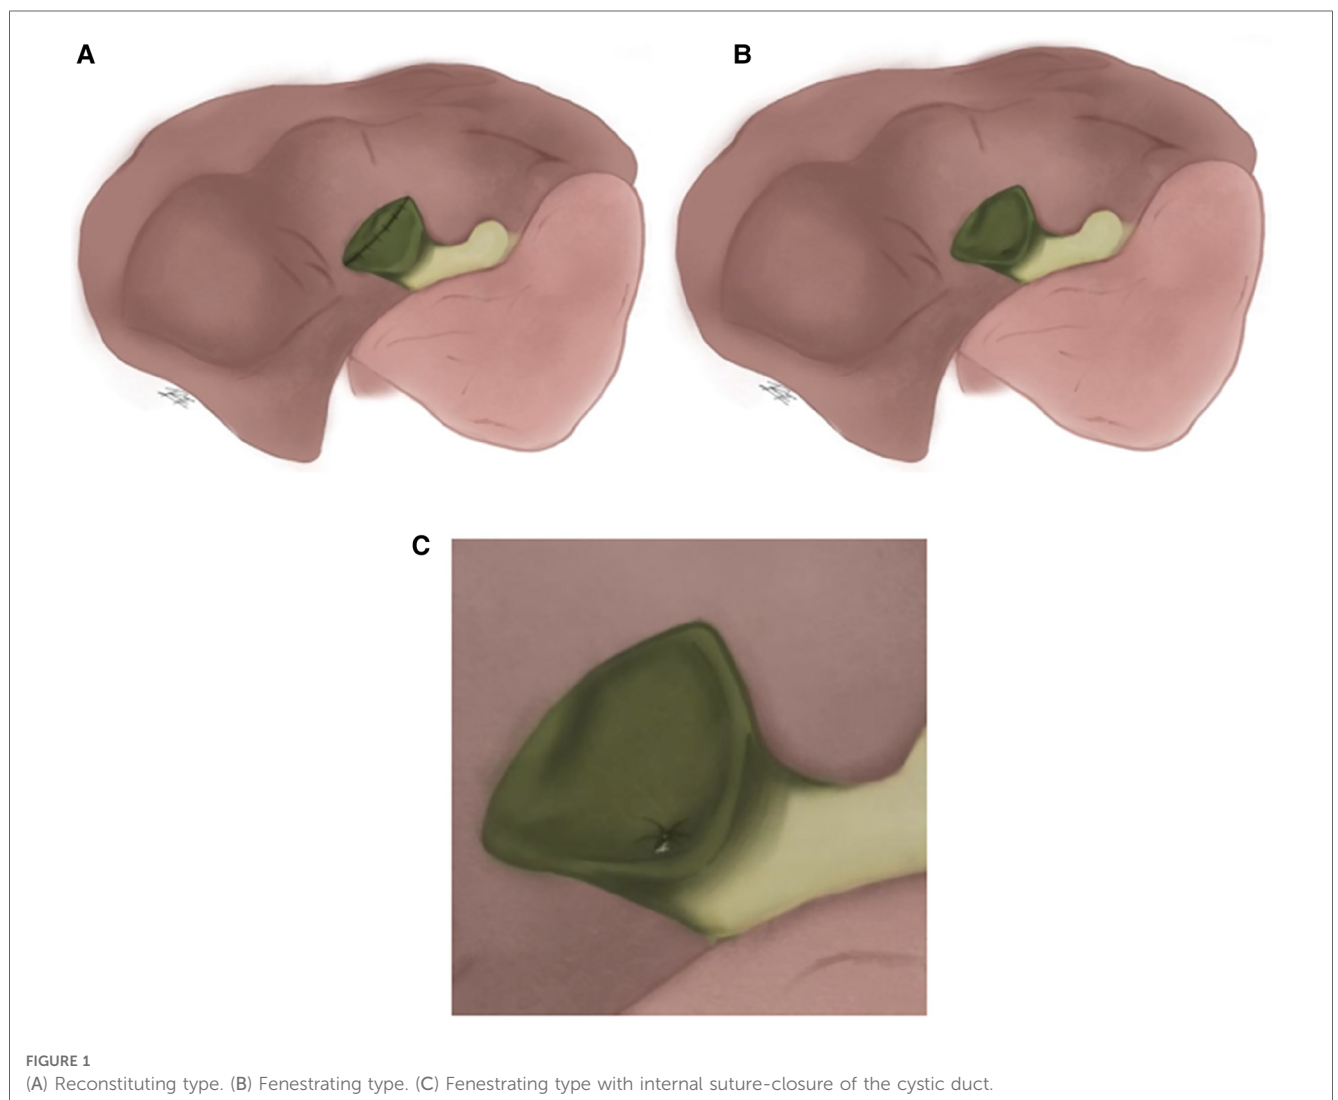 A
B
C
FIGURE 1
(A) Reconstituting type. (B) Fenestrating type. (C) Fenestrating type with internal suture-closure of the cystic duct.